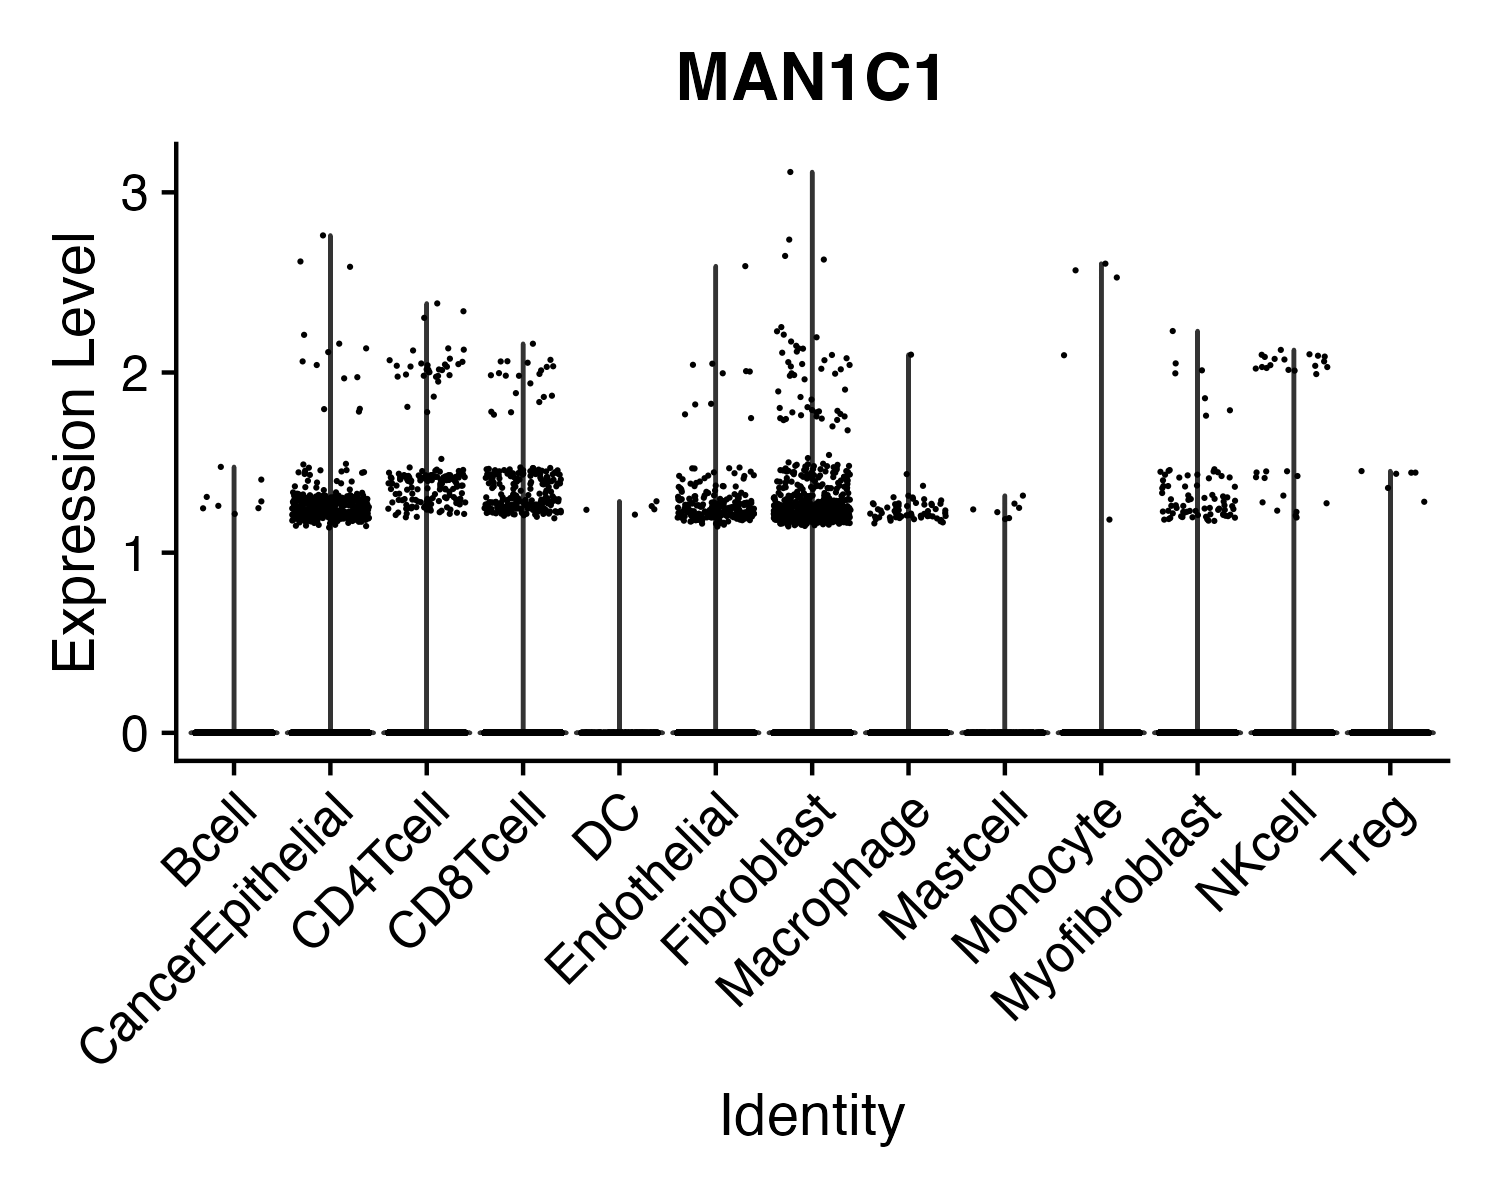 MAN1C1
Expression Level
3
2
1
0
Bcell
CancerEpithelial
CD4Tcell
CD8Tcell
DC
Endothelial
Fibroblast
Macrophage
Mastcell
Monocyte
Myofibroblast
NKcell
Treg
Identity